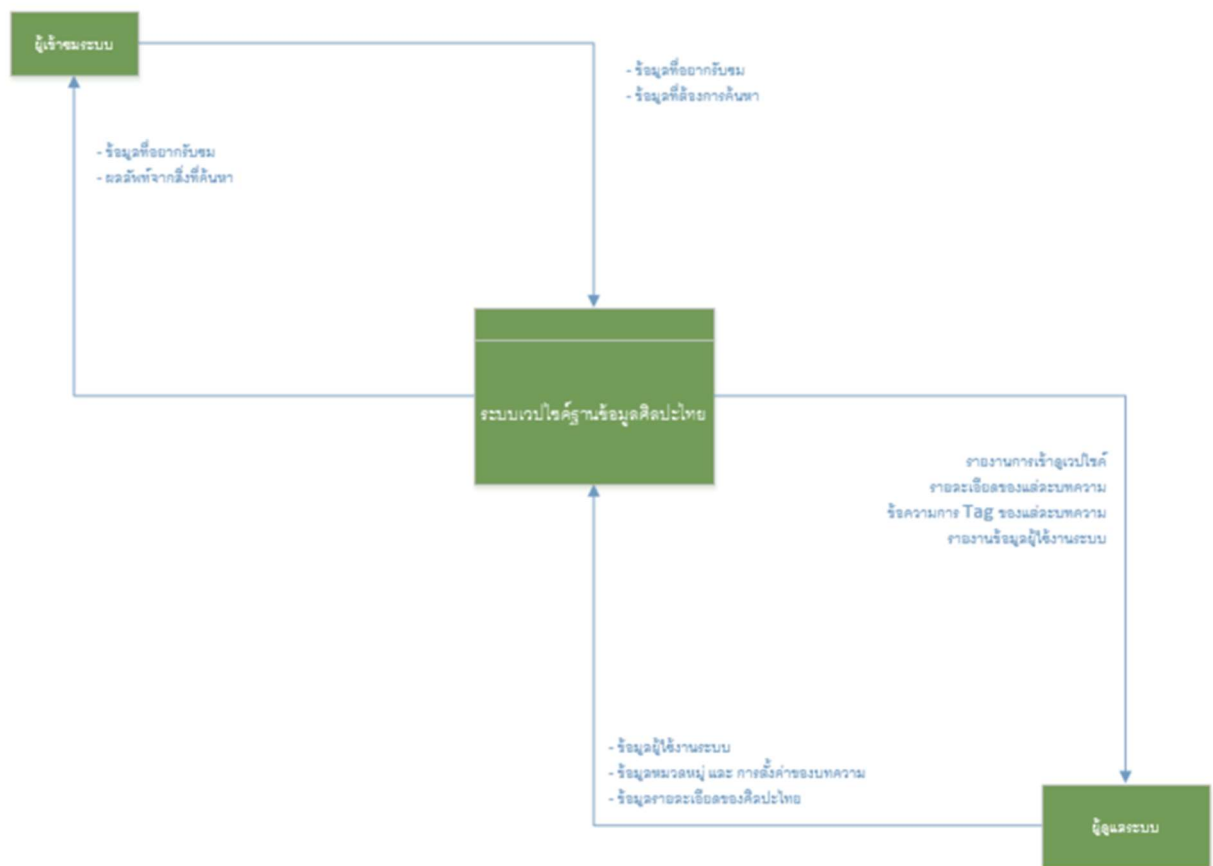 ผู้เข้าชมระบบ
- ข้อมูลที่อยากรับชม
- ข้อมูลที่ต้องการค้นหา
- ข้อมูลที่อยากรับชม
- ผลลัพท์จากสิ่งที่ค้นหา
ระบบเวปไซค์ฐานข้อมูลศิลปะไทย
รายงานการเข้าดูเวปไซค์
รายละเอียดของแต่ละบทความ
ข้อความการ Tag ของแต่ละบทความ
รายงานข้อมูลผู้ใช้งานระบบ
- ข้อมูลผู้ใช้งานระบบ
- ข้อมูลหมวดหมู่ และ การตั้งค่าของบทความ
- ข้อมูลรายละเอียดของศิลปะไทย
ผู้ดูแลระบบ